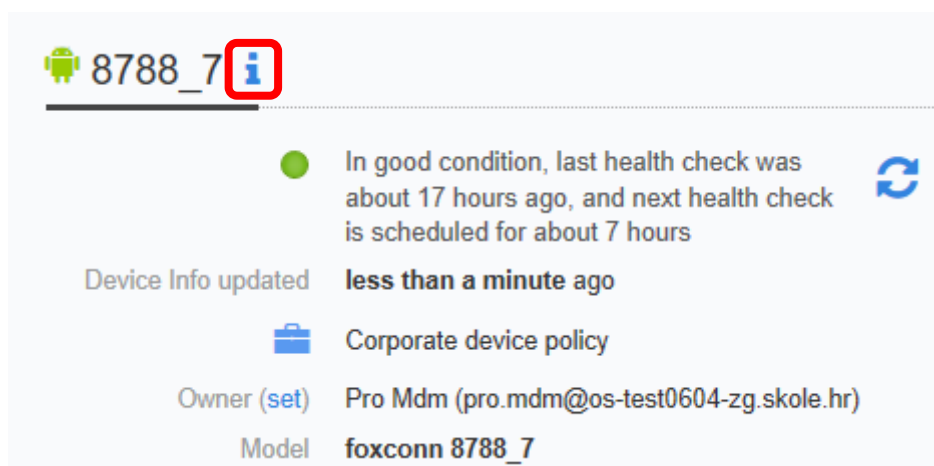 8788_7
In good condition, last health check was
about 17 hours ago, and next health check
is scheduled for about 7 hours
Device Info updated less than a minute ago
Corporate device policy
Owner (set) Pro Mdm (pro.mdm@os-test0604-zg.skole.hr)
Model foxconn 8788_7